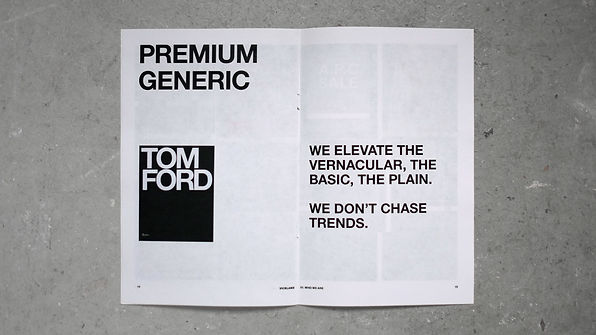 PREMIUM
GENERIC
TOM
FORD
WE ELEVATE THE
VERNACULAR, THE
BASIC, THE PLAIN.
WE DON'T CHASE
TRENDS.